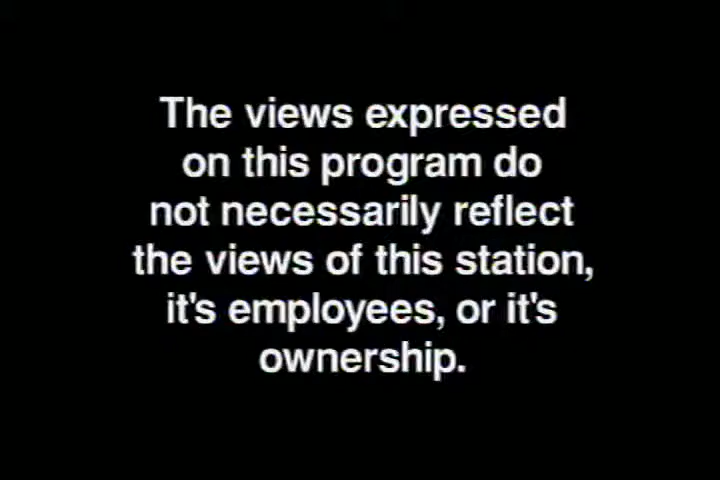 The views expressed
on this program do
not necessarily reflect
the views of this station,
it's employees, or it's
ownership.